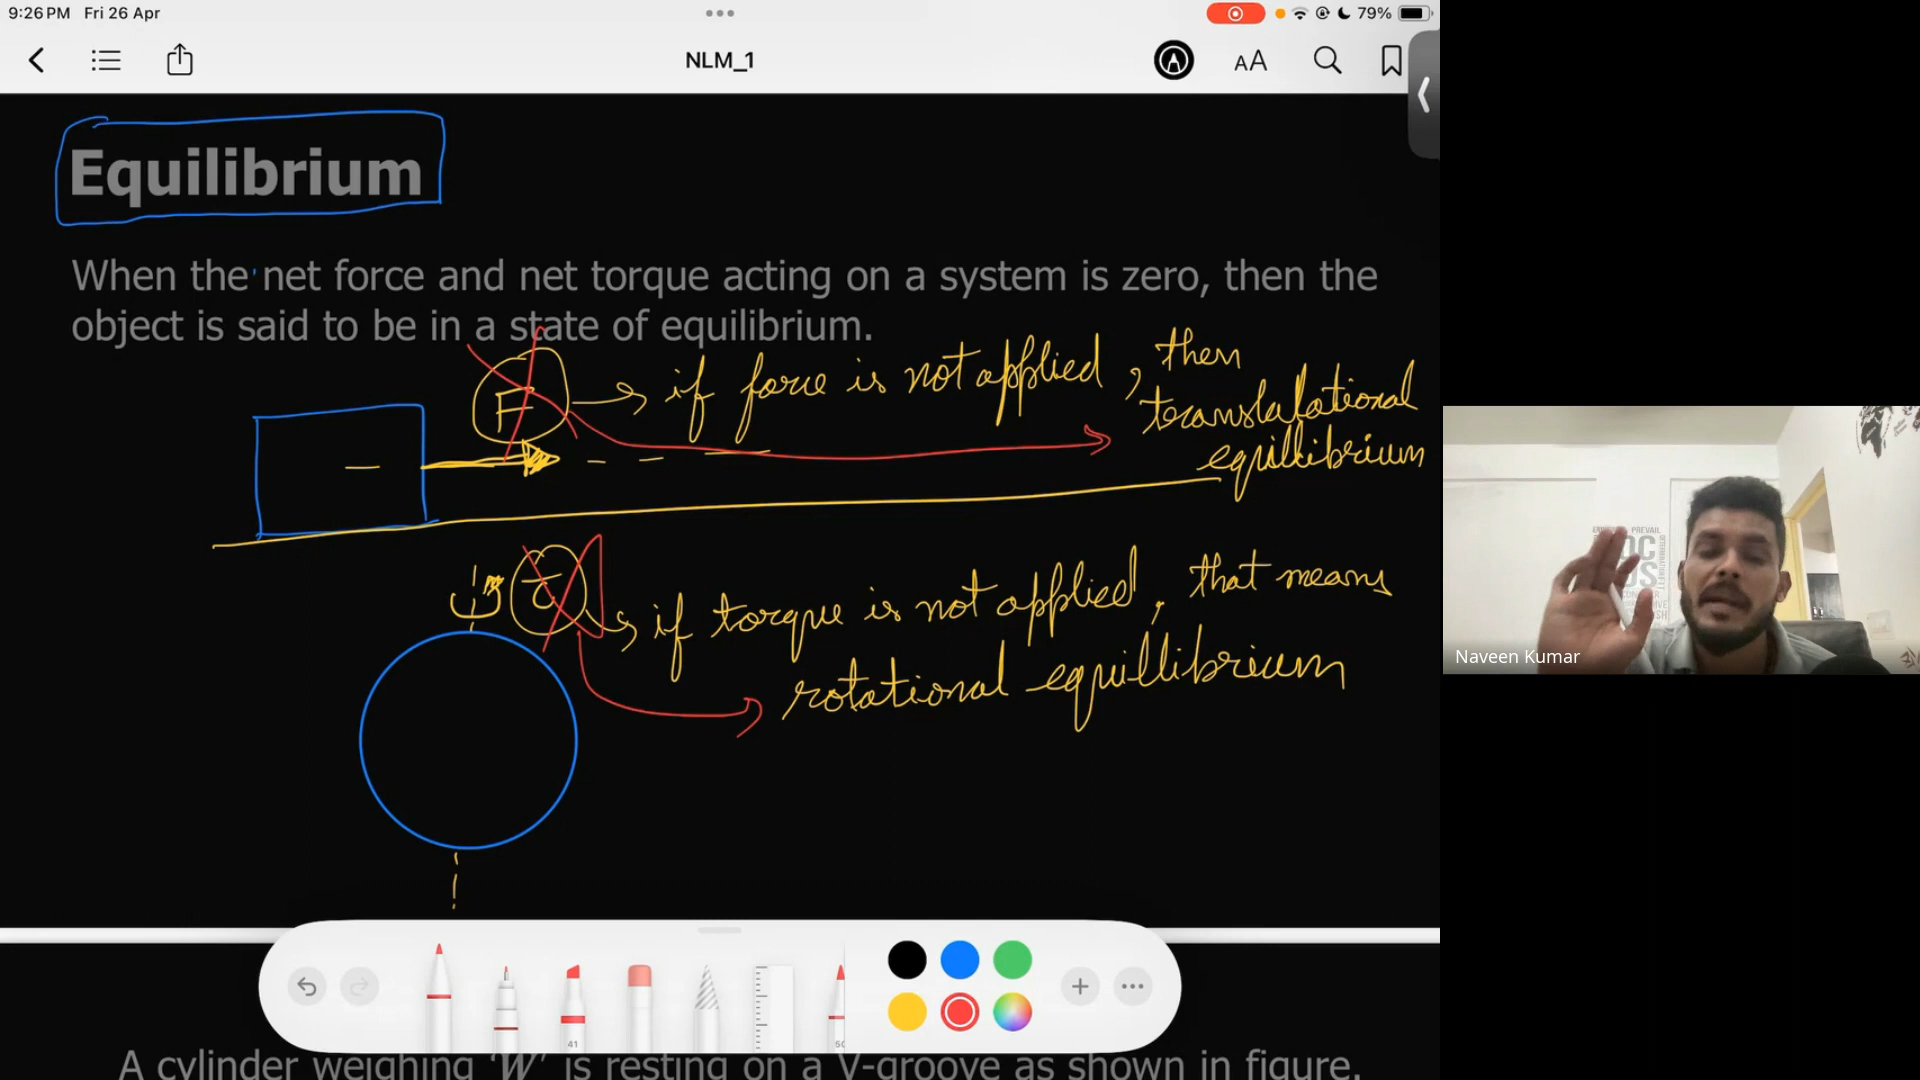 9:26 PM Fri 26 Apr
79%
NLM_1
AA
Equilibrium
When the net force and net torque acting on a system is zero, then the
object is said to be in a state of equilibrium.
F
if force is not applied, then
translational
equillibrium
τ
if torque is not applied, that means
rotational equillibrium
PREVAIL
Naveen Kumar
41
A cylinder weighing 'W' is resting on a V-groove as shown in figure.